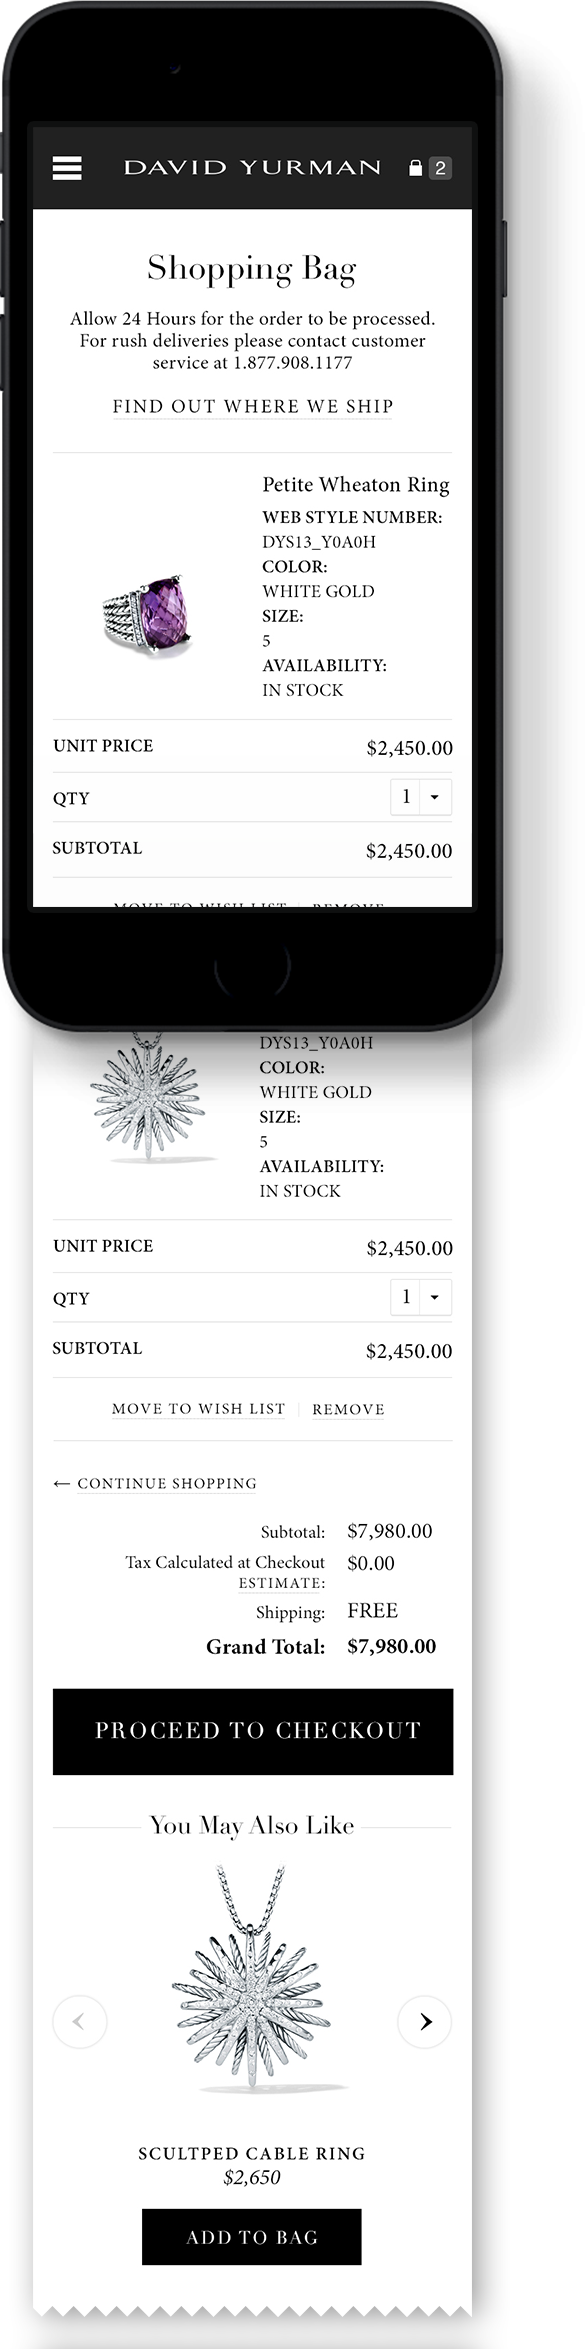 DAVID YURMAN
2
Shopping Bag
Allow 24 Hours for the order to be processed.
For rush deliveries please contact customer
service at 1.877.908.1177
FIND OUT WHERE WE SHIP
Petite Wheaton Ring
WEB STYLE NUMBER:
DYS13_Y0A0H
COLOR:
WHITE GOLD
SIZE:
5
AVAILABILITY:
IN STOCK
UNIT PRICE $2,450.00
QTY 1
SUBTOTAL $2,450.00
MOVE TO WISH LIST REMOVE
DYS13_Y0A0H
COLOR:
WHITE GOLD
SIZE:
5
AVAILABILITY:
IN STOCK
UNIT PRICE $2,450.00
QTY 1
SUBTOTAL $2,450.00
MOVE TO WISH LIST REMOVE
← CONTINUE SHOPPING
Subtotal: $7,980.00
Tax Calculated at Checkout $0.00
ESTIMATE:
Shipping: FREE
Grand Total: $7,980.00
PROCEED TO CHECKOUT
You May Also Like
SCULTPED CABLE RING
$2,650
ADD TO BAG